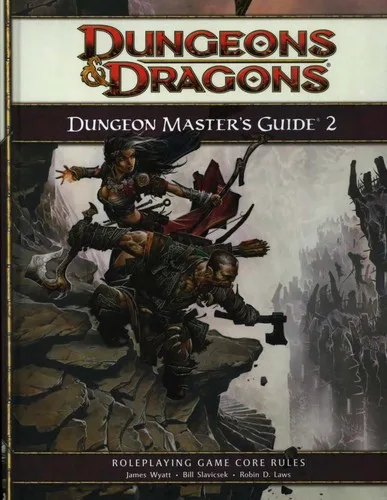 DUNGEONS
& DRAGONS®
DUNGEON MASTER'S GUIDE® 2
ROLEPLAYING GAME CORE RULES
James Wyatt • Bill Slavicsek • Robin D. Laws